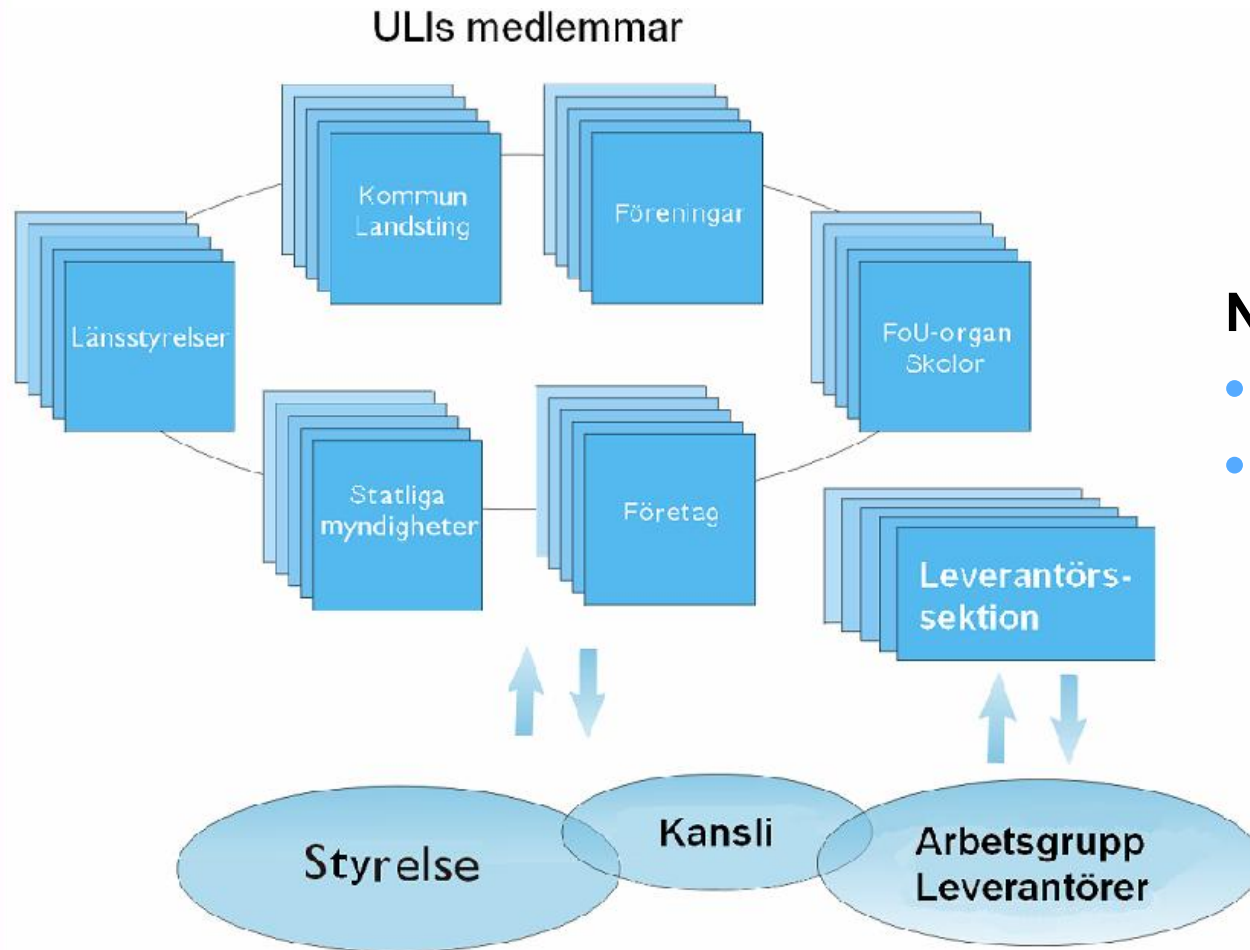 ULIs medlemmar
Kommun
Landsting
Föreningar
Länsstyrelser
FoU-organ
Skolor
N
Statliga
myndigheter
Företag
Leverantörs-
sektion
Styrelse
Kansli
Arbetsgrupp
Leverantörer